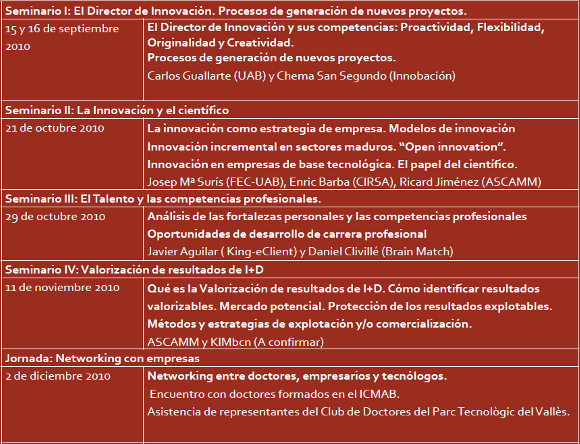 Seminario I: El Director de Innovación. Procesos de generación de nuevos proyectos.
15 y 16 de septiembre
2010
El Director de Innovación y sus competencias: Proactividad, Flexibilidad,
Originalidad y Creatividad.
Procesos de generación de nuevos proyectos.
Carlos Guallarte (UAB) y Chema San Segundo (Innobación)
Seminario II: La Innovación y el científico
21 de octubre 2010
La innovación como estrategia de empresa. Modelos de innovación
Innovación incremental en sectores maduros. “Open innovation”.
Innovación en empresas de base tecnológica. El papel del científico.
Josep Mª Surís (FEC-UAB), Enric Barba (CIRSA), Ricard Jiménez (ASCAMM)
Seminario III: El Talento y las competencias profesionales.
29 de octubre 2010
Análisis de las fortalezas personales y las competencias profesionales
Oportunidades de desarrollo de carrera profesional
Javier Aguilar ( King-eClient) y Daniel Clivillé (Brain Match)
Seminario IV: Valorización de resultados de I+D
11 de noviembre 2010
Qué es la Valorización de resultados de I+D. Cómo identificar resultados
valorizables. Mercado potencial. Protección de los resultados explotables.
Métodos y estrategias de explotación y/o comercialización.
ASCAMM y KIMbcn (A confirmar)
Jornada: Networking con empresas
2 de diciembre 2010
Networking entre doctores, empresarios y tecnólogos.
Encuentro con doctores formados en el ICMAB.
Asistencia de representantes del Club de Doctores del Parc Tecnològic del Vallès.